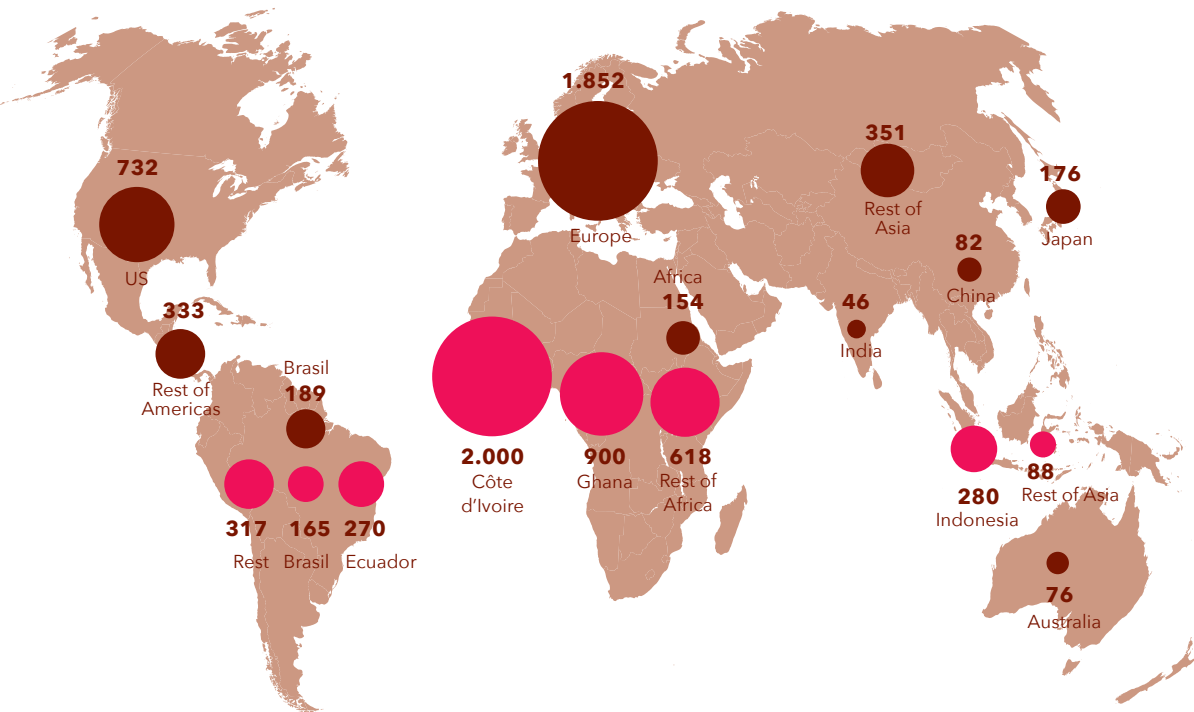 1.852
Europe
732
US
333
Rest of
Americas
Brasil
189
317
Rest
165
Brasil
270
Ecuador
Africa
154
2.000
Côte
d'Ivoire
900
Ghana
618
Rest of
Africa
351
Rest of
Asia
176
Japan
82
China
46
India
280
Indonesia
88
Rest of Asia
76
Australia